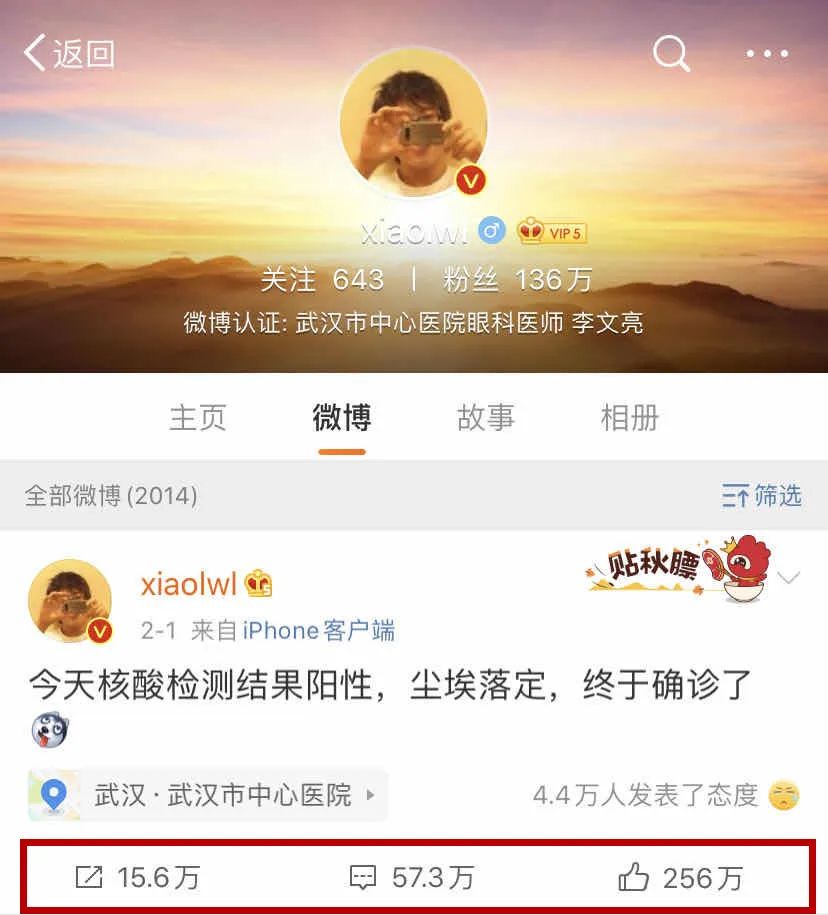 返回
xiaolwl
VIP 5
关注 643 | 粉丝 136万
微博认证: 武汉市中心医院眼科医师 李文亮
主页 微博 故事 相册
全部微博 (2014) 筛选
贴秋膘
xiaolwl
2-1 来自 iPhone客户端
今天核酸检测结果阳性，尘埃落定，终于确诊了
武汉 · 武汉市中心医院 4.4万人发表了态度
15.6万 57.3万 256万